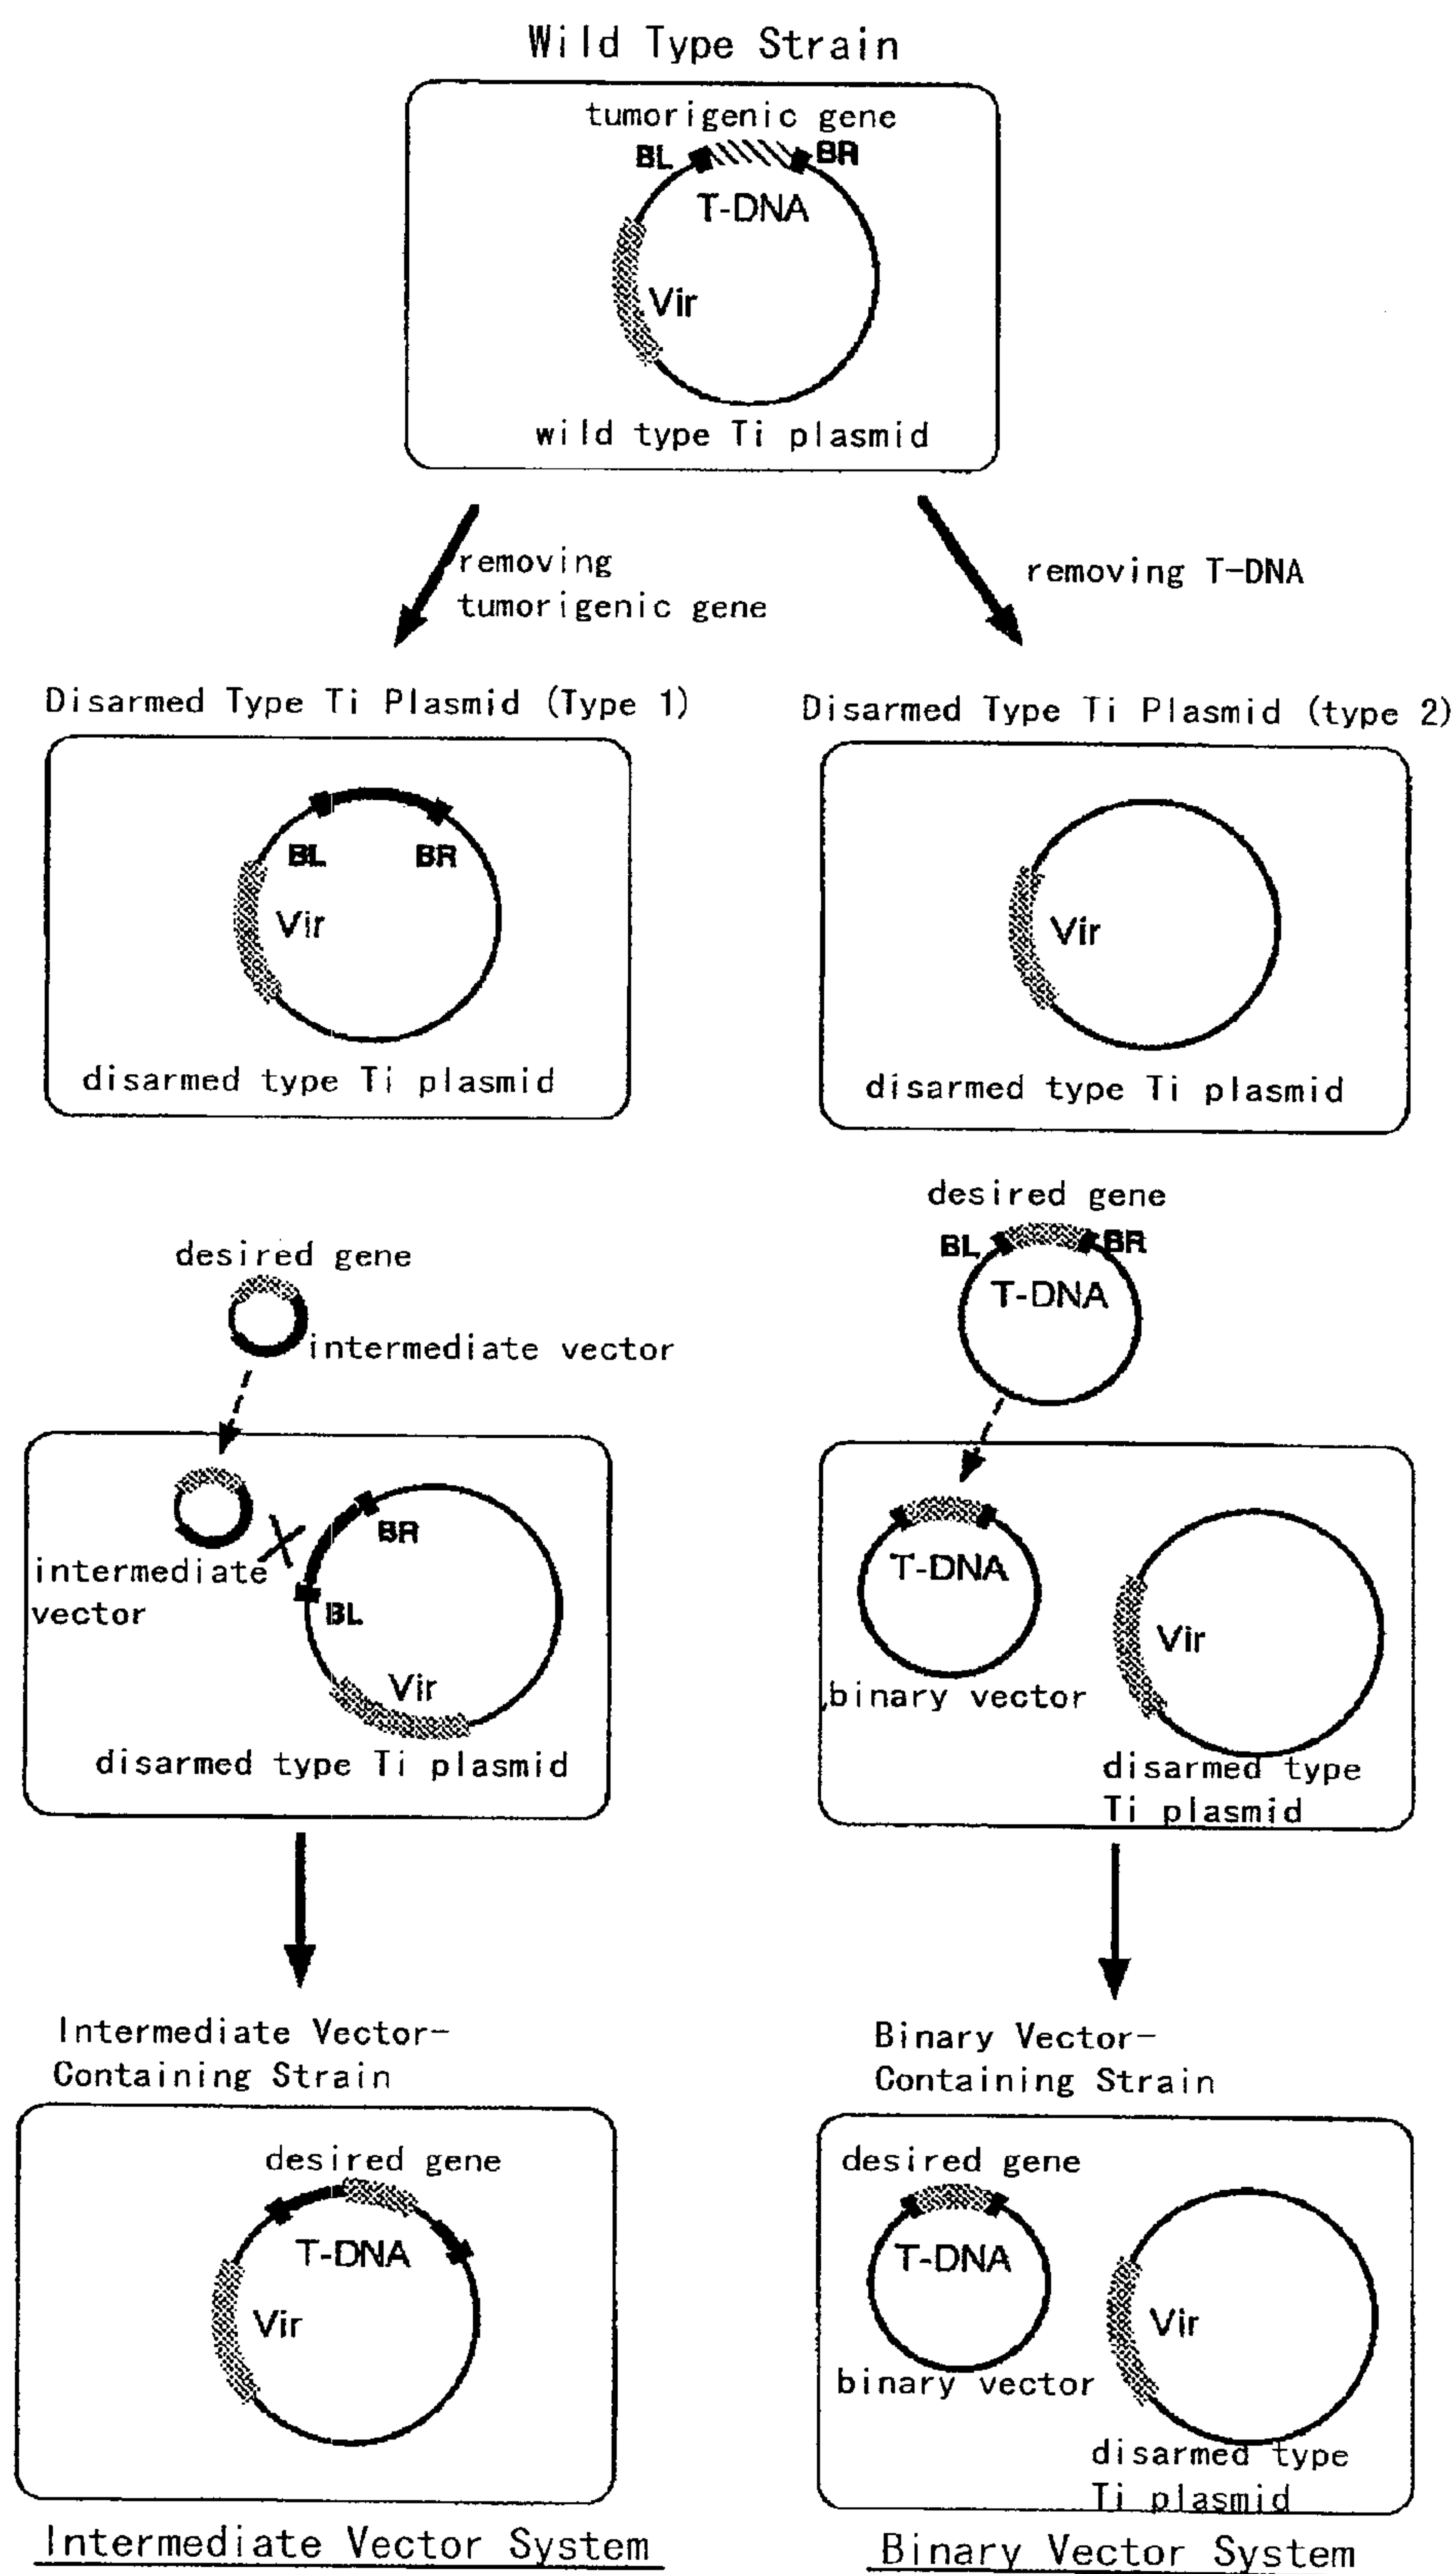 Wild Type Strain
tumorigenic gene
BL
BR
T-DNA
Vir
wild type Ti plasmid
removing
tumorigenic gene
removing T-DNA
Disarmed Type Ti Plasmid (Type 1)
BL
BR
Vir
disarmed type Ti plasmid
Disarmed Type Ti Plasmid (type 2)
Vir
disarmed type Ti plasmid
desired gene
intermediate vector
intermediate
vector
BR
BL
Vir
disarmed type Ti plasmid
desired gene
BL
BR
T-DNA
T-DNA
binary vector
Vir
disarmed type
Ti plasmid
Intermediate Vector-
Containing Strain
desired gene
T-DNA
Vir
Intermediate Vector System
Binary Vector-
Containing Strain
desired gene
T-DNA
binary vector
Vir
disarmed type
Ti plasmid
Binary Vector System